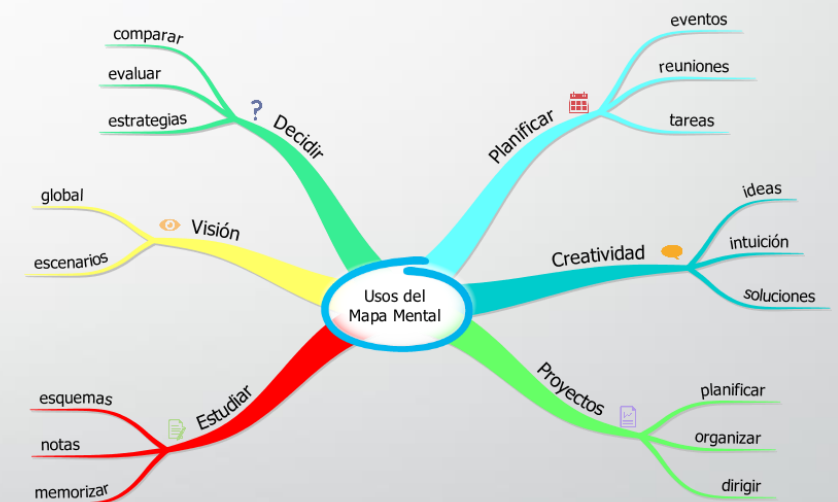 Usos del
Mapa Mental
Planificar
eventos
reuniones
tareas
Creatividad
ideas
intuición
soluciones
Proyectos
planificar
organizar
dirigir
Estudiar
esquemas
notas
memorizar
Visión
global
escenarios
?
Decidir
comparar
evaluar
estrategias